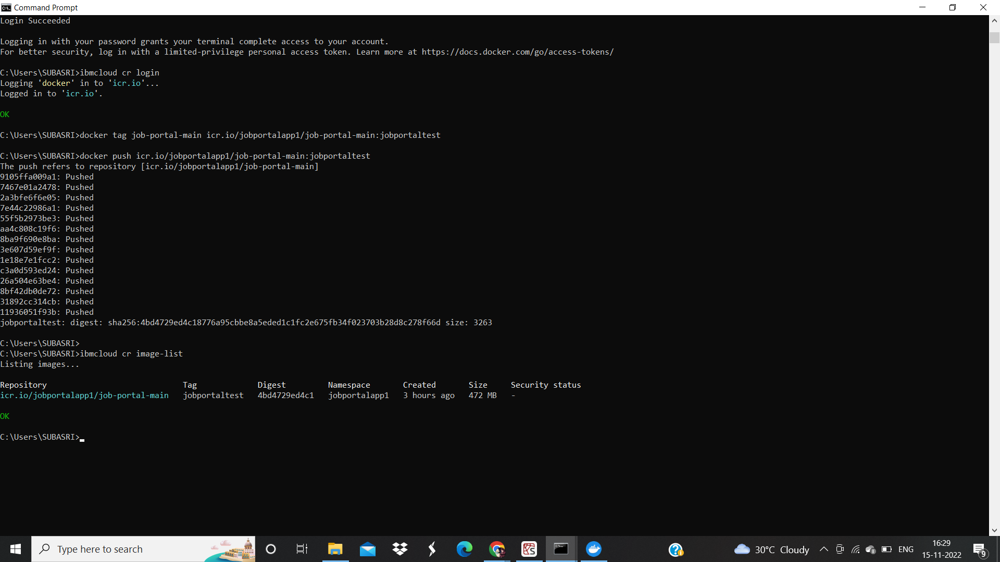 Command Prompt
Login Succeeded
Logging in with your password grants your terminal complete access to your account.
For better security, log in with a limited-privilege personal access token. Learn more at https://docs.docker.com/go/access-tokens/
C:\Users\SUBASRI>ibmcloud cr login
Logging 'docker' in to 'icr.io'...
Logged in to 'icr.io'.
OK
C:\Users\SUBASRI>docker tag job-portal-main icr.io/jobportalapp1/job-portal-main:jobportaltest
C:\Users\SUBASRI>docker push icr.io/jobportalapp1/job-portal-main:jobportaltest
The push refers to repository [icr.io/jobportalapp1/job-portal-main]
9105ffa009a1: Pushed
7467e01a2478: Pushed
2a3bfe6f6e05: Pushed
7e44c22986a1: Pushed
55f5b2973be3: Pushed
aa4c808c19f6: Pushed
8ba9f690e8ba: Pushed
3e607d59ef9f: Pushed
1e18e7e1fcc2: Pushed
c3a0d593ed24: Pushed
26a504e63be4: Pushed
8bf42db0de72: Pushed
31892cc314cb: Pushed
11936051f93b: Pushed
jobportaltest: digest: sha256:4bd4729ed4c18776a95cbbe8a5eded1c1fc2e675fb34f023703b28d8c278f66d size: 3263
C:\Users\SUBASRI>
C:\Users\SUBASRI>ibmcloud cr image-list
Listing images...
Repository Tag Digest Namespace Created Size Security status
icr.io/jobportalapp1/job-portal-main jobportaltest 4bd4729ed4c1 jobportalapp1 3 hours ago 472 MB -
OK
C:\Users\SUBASRI>
Type here to search
30°C Cloudy
ENG
16:29
15-11-2022
9